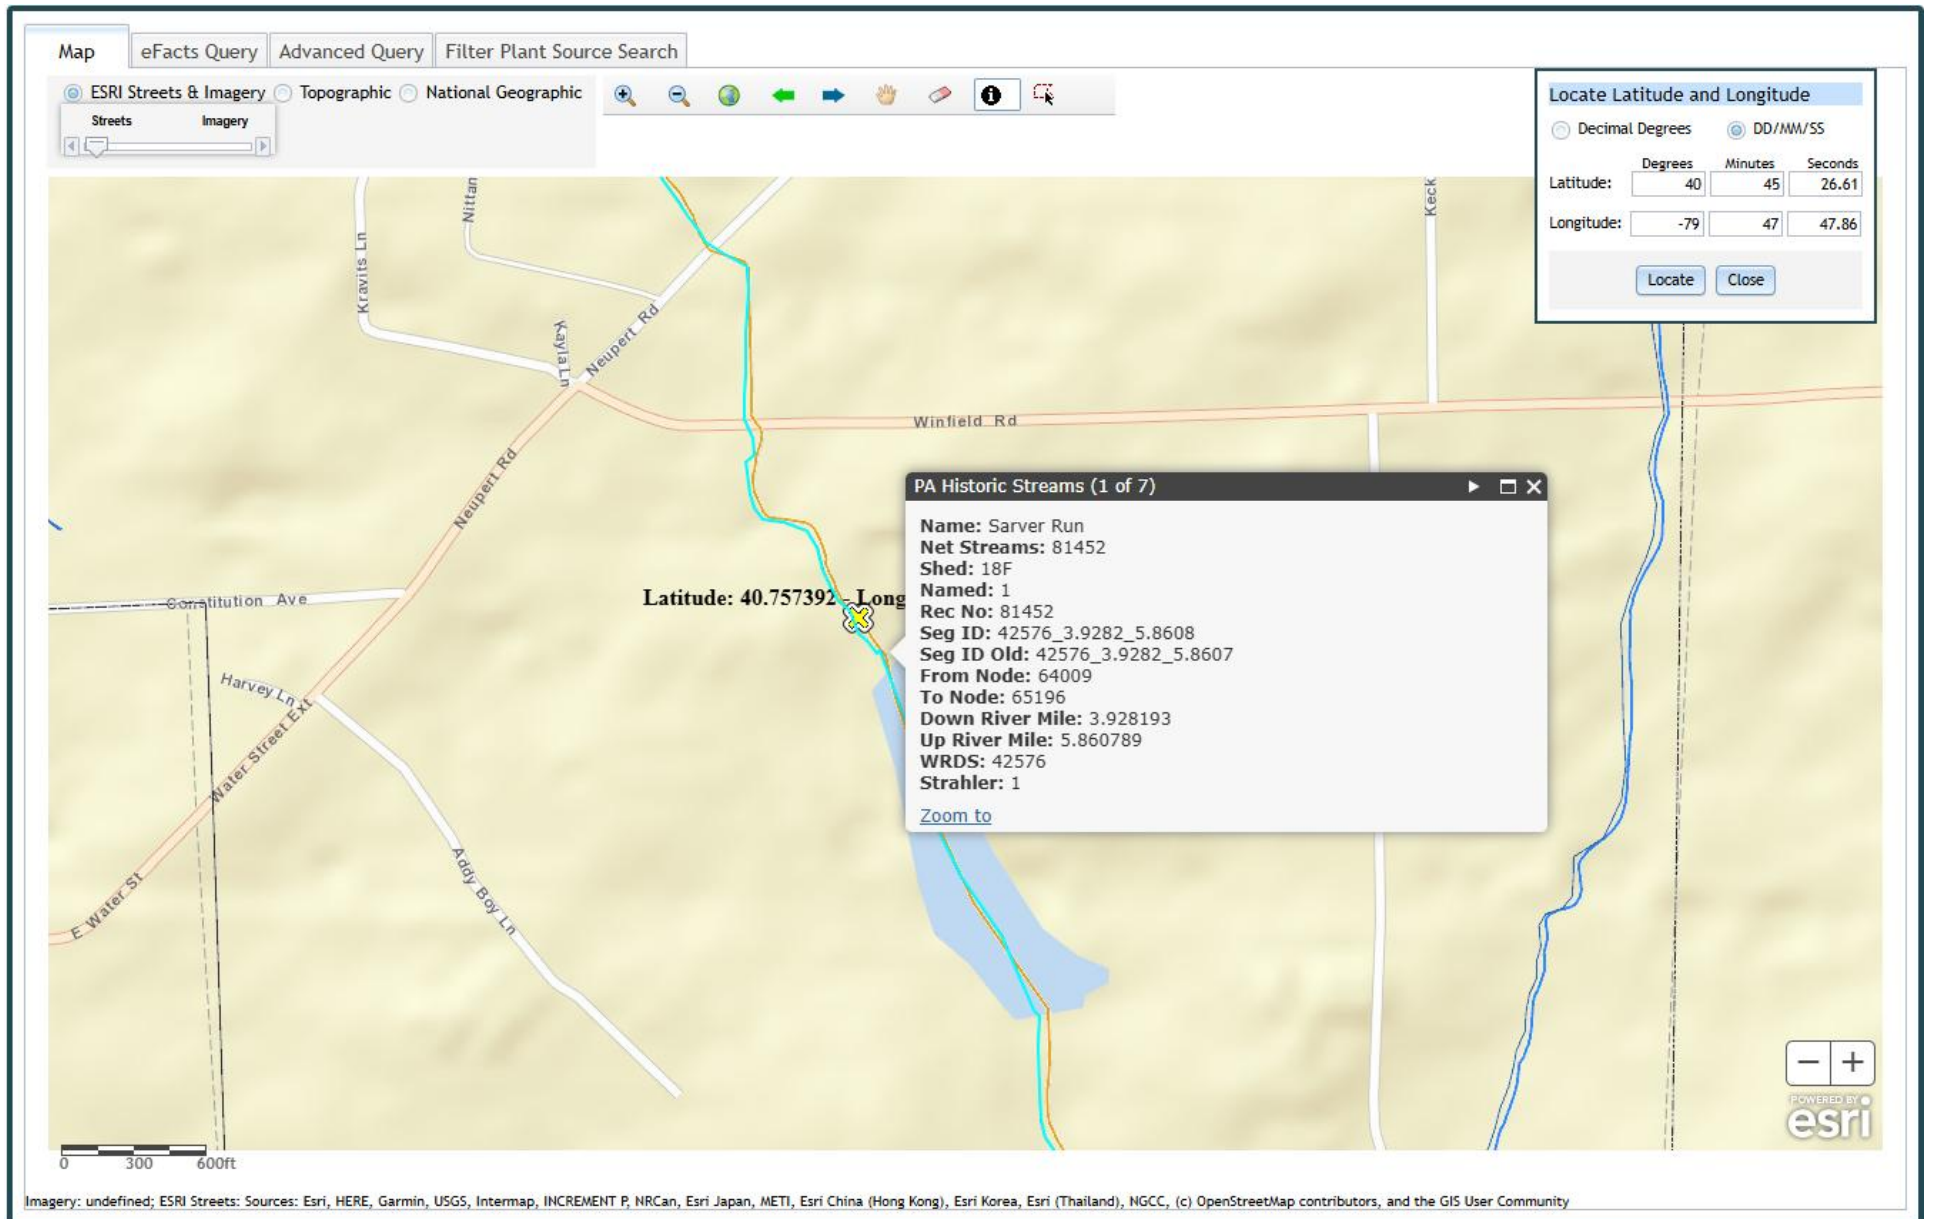 Map eFacts Query Advanced Query Filter Plant Source Search
ESRI Streets & Imagery Topographic National Geographic
Streets Imagery
Locate Latitude and Longitude
Decimal Degrees DD/MM/SS
Degrees Minutes Seconds
Latitude: 40 45 26.61
Longitude: -79 47 47.86
Locate Close
Nittan
Keck
Kravits Ln
Kayla Ln
Neupert Rd
Winfield Rd
Neupert Rd
PA Historic Streams (1 of 7)
Name: Sarver Run
Net Streams: 81452
Shed: 18F
Named: 1
Rec No: 81452
Seg ID: 42576_3.9282_5.8608
Seg ID Old: 42576_3.9282_5.8607
From Node: 64009
To Node: 65196
Down River Mile: 3.928193
Up River Mile: 5.860789
WRDS: 42576
Strahler: 1
Zoom to
Latitude: 40.757392 - Long
Constitution Ave
Harvey Ln
Water Street Ext
Addy Boy Ln
E Water St
POWERED BY
esri
0 300 600ft
Imagery: undefined; ESRI Streets: Sources: Esri, HERE, Garmin, USGS, Intermap, INCREMENT P, NRCan, Esri Japan, METI, Esri China (Hong Kong), Esri Korea, Esri (Thailand), NGCC, (c) OpenStreetMap contributors, and the GIS User Community